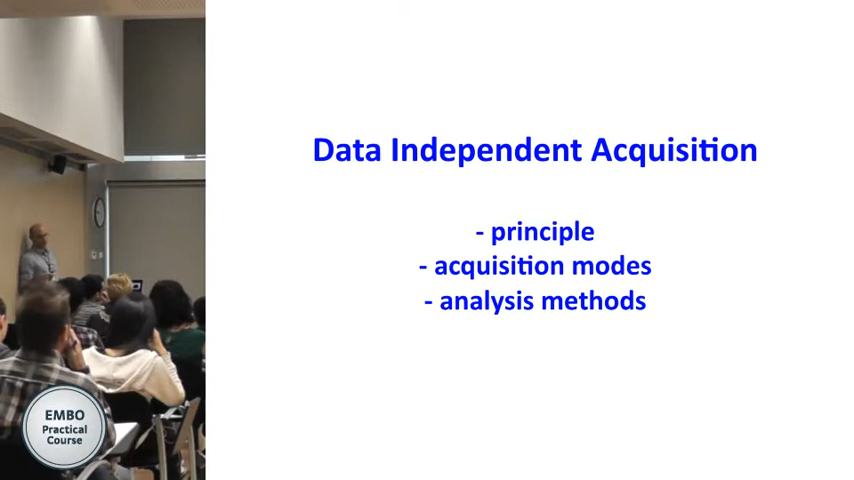 Data Independent Acquisition
- principle
- acquisition modes
- analysis methods
EMBO
Practical
Course